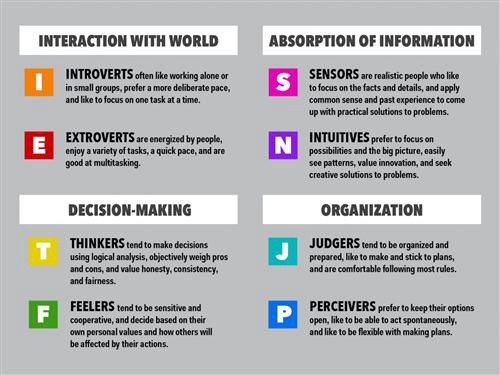 INTERACTION WITH WORLD
I
INTROVERTS often like working alone or
in small groups, prefer a more deliberate pace,
and like to focus on one task at a time.
E
EXTROVERTS are energized by people,
enjoy a variety of tasks, a quick pace, and are
good at multitasking.
ABSORPTION OF INFORMATION
S
SENSORS are realistic people who like
to focus on the facts and details, and apply
common sense and past experience to come
up with practical solutions to problems.
N
INTUITIVES prefer to focus on
possibilities and the big picture, easily
see patterns, value innovation, and seek
creative solutions to problems.
DECISION-MAKING
T
THINKERS tend to make decisions
using logical analysis, objectively weigh pros
and cons, and value honesty, consistency,
and fairness.
F
FEELERS tend to be sensitive and
cooperative, and decide based on their
own personal values and how others will
be affected by their actions.
ORGANIZATION
J
JUDGERS tend to be organized and
prepared, like to make and stick to plans,
and are comfortable following most rules.
P
PERCEIVERS prefer to keep their options
open, like to be able to act spontaneously,
and like to be flexible with making plans.